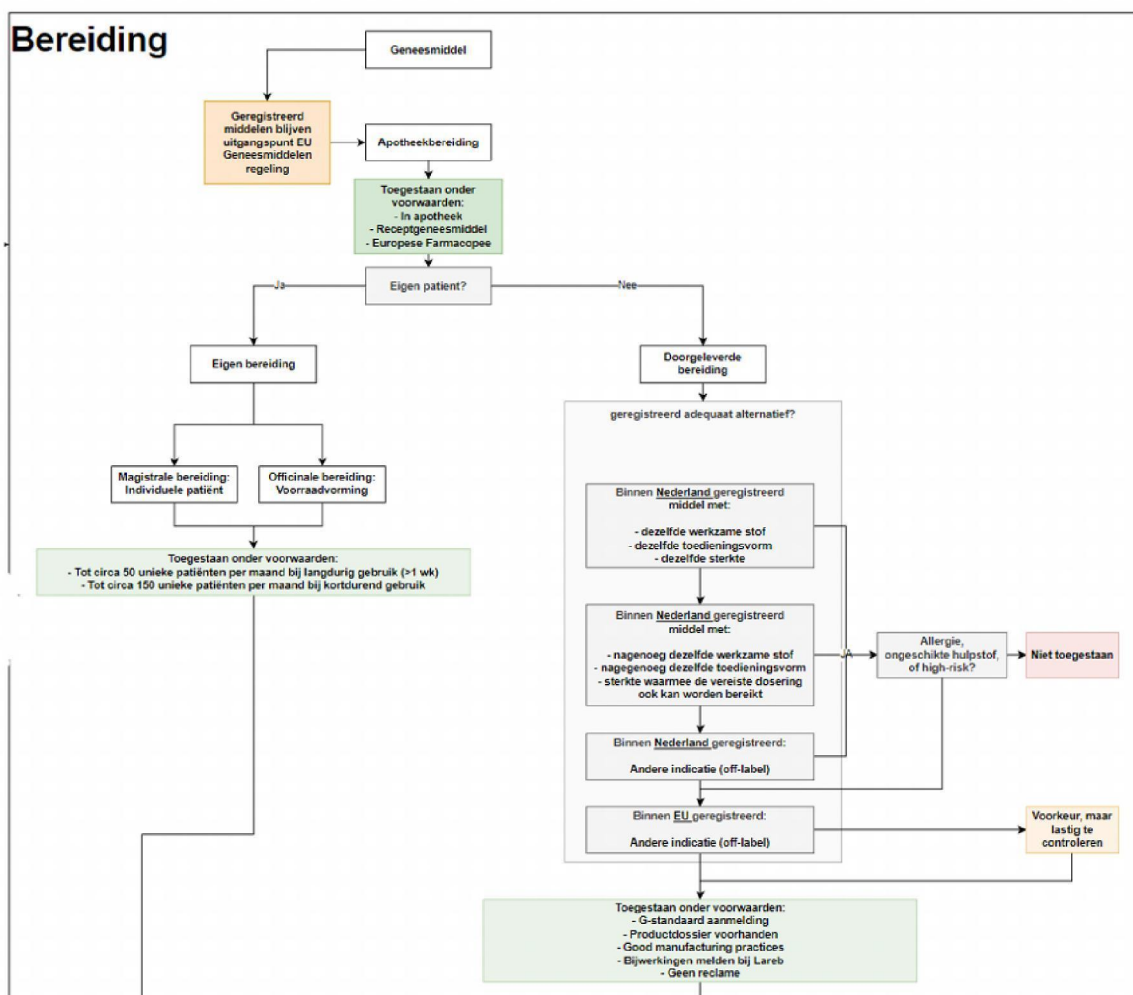 Bereiding
Geneesmiddel
Geregistreerd
middelen blijven
uitgangspunt EU
Geneesmiddelen
regeling
Apotheekbereiding
Toegestaan onder
voorwaarden:
- In apotheek
- Receptgeneesmiddel
- Europese Farmacopee
Ja
Eigen patient?
Nee
Eigen bereiding
Doorgeleverde
bereiding
geregistreerd adequaat alternatief?
Magistrale bereiding:
Individuele patiënt
Officinale bereiding:
Voorraadvorming
Toegestaan onder voorwaarden:
- Tot circa 50 unieke patiënten per maand bij langdurig gebruik (>1 wk)
- Tot circa 150 unieke patiënten per maand bij kortdurend gebruik
Binnen Nederland geregistreerd
middel met:
- dezelfde werkzame stof
- dezelfde toedieningsvorm
- dezelfde sterkte
Binnen Nederland geregistreerd
middel met:
- nagenoeg dezelfde werkzame stof
- nagegenoeg dezelfde toedieningsvorm
- sterkte waarmee de vereiste dosering
ook kan worden bereikt
JA
Allergie,
ongeschikte hulpstof,
of high-risk?
Niet toegestaan
Binnen Nederland geregistreerd:
Andere indicatie (off-label)
Binnen EU geregistreerd:
Andere indicatie (off-label)
Voorkeur, maar
lastig te
controleren
Toegestaan onder voorwaarden:
- G-standaard aanmelding
- Productdossier voorhanden
- Good manufacturing practices
- Bijwerkingen melden bij Lareb
- Geen reclame